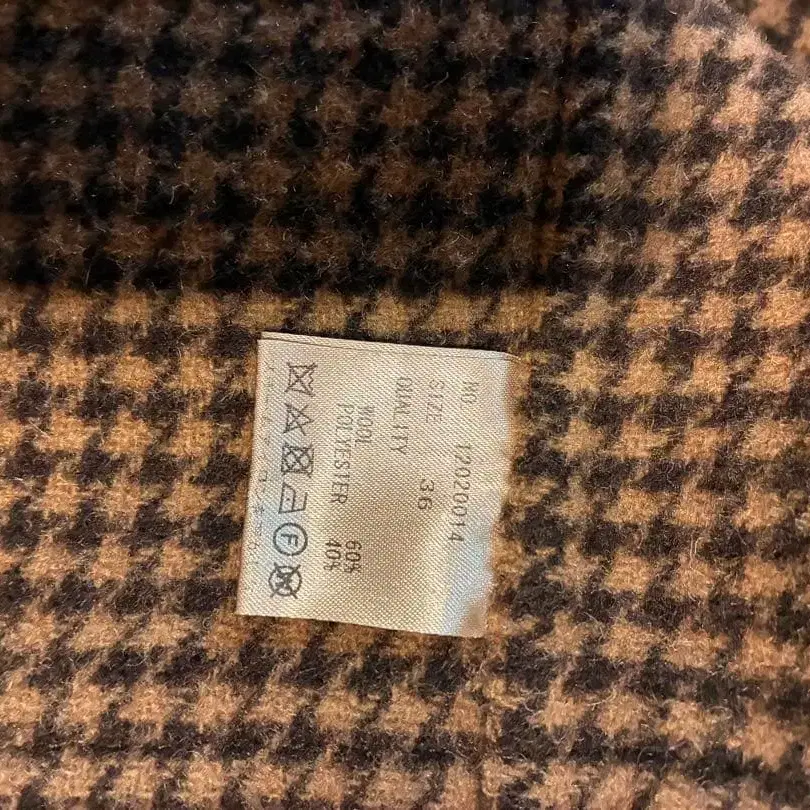 NO. 12020014
SIZE 36
QUALITY
WOOL 60%
POLYESTER 40%
F
W